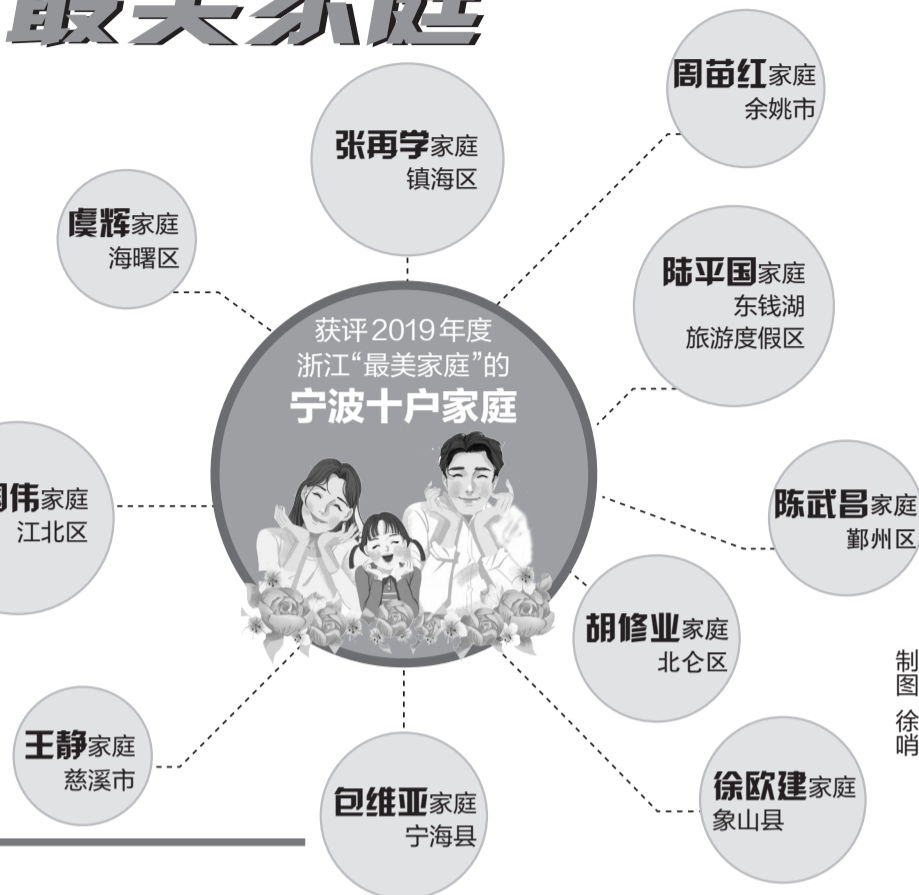 最美家庭
周苗红家庭
余姚市
张再学家庭
镇海区
虞辉家庭
海曙区
陆平国家庭
东钱湖
旅游度假区
获评2019年度
浙江“最美家庭”的
宁波十户家庭
伟家庭
江北区
陈武昌家庭
鄞州区
胡修业家庭
北仑区
王静家庭
慈溪市
包维亚家庭
宁海县
徐欧建家庭
象山县
制图 徐哨